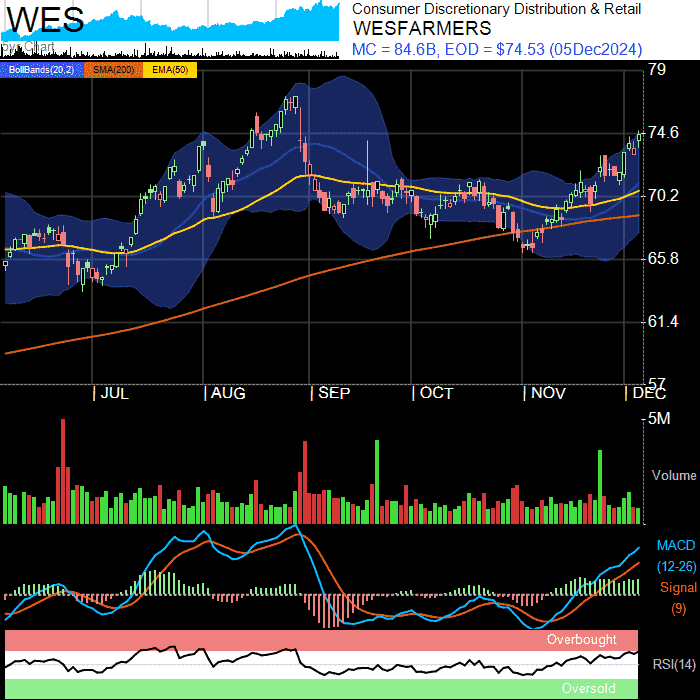 WES
Consumer Discretionary Distribution & Retail
WESFARMERS
MC = 84.6B, EOD = $74.53 (05Dec2024)
Chart
BollBands(20,2) SMA(200) EMA(50)
79
74.6
70.2
65.8
61.4
57
JUL AUG SEP OCT NOV DEC
5M
Volume
MACD
(12-26)
Signal
(9)
Overbought
RSI(14)
Oversold